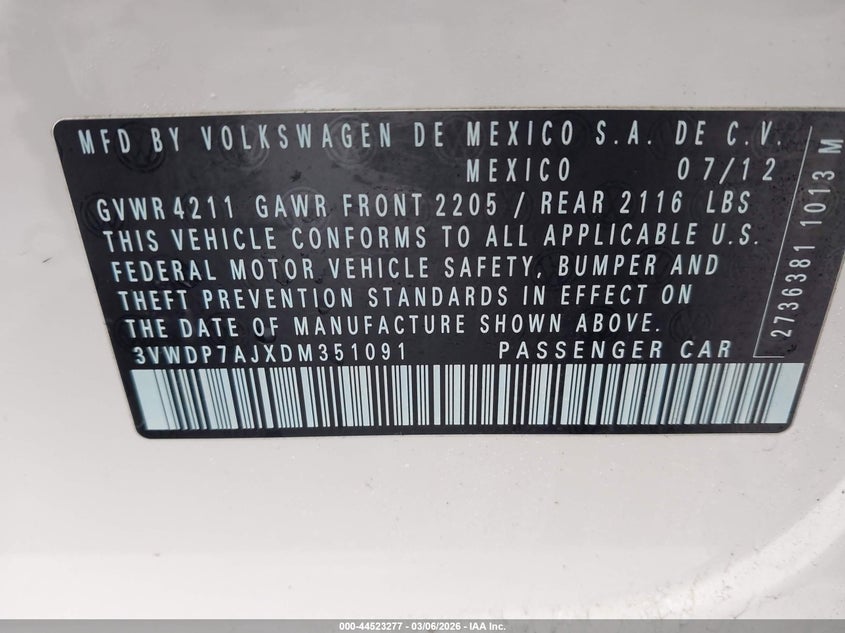 MFD BY VOLKSWAGEN DE MEXICO S.A. DE C.V.
MEXICO 07/12
GVWR 4211 GAWR FRONT 2205 / REAR 2116 LBS
THIS VEHICLE CONFORMS TO ALL APPLICABLE U.S.
FEDERAL MOTOR VEHICLE SAFETY, BUMPER AND
THEFT PREVENTION STANDARDS IN EFFECT ON
THE DATE OF MANUFACTURE SHOWN ABOVE.
3VWDP7AJXDM351091 PASSENGER CAR
2736381 1013 M
000-44523277 - 03/06/2026 - IAA Inc.